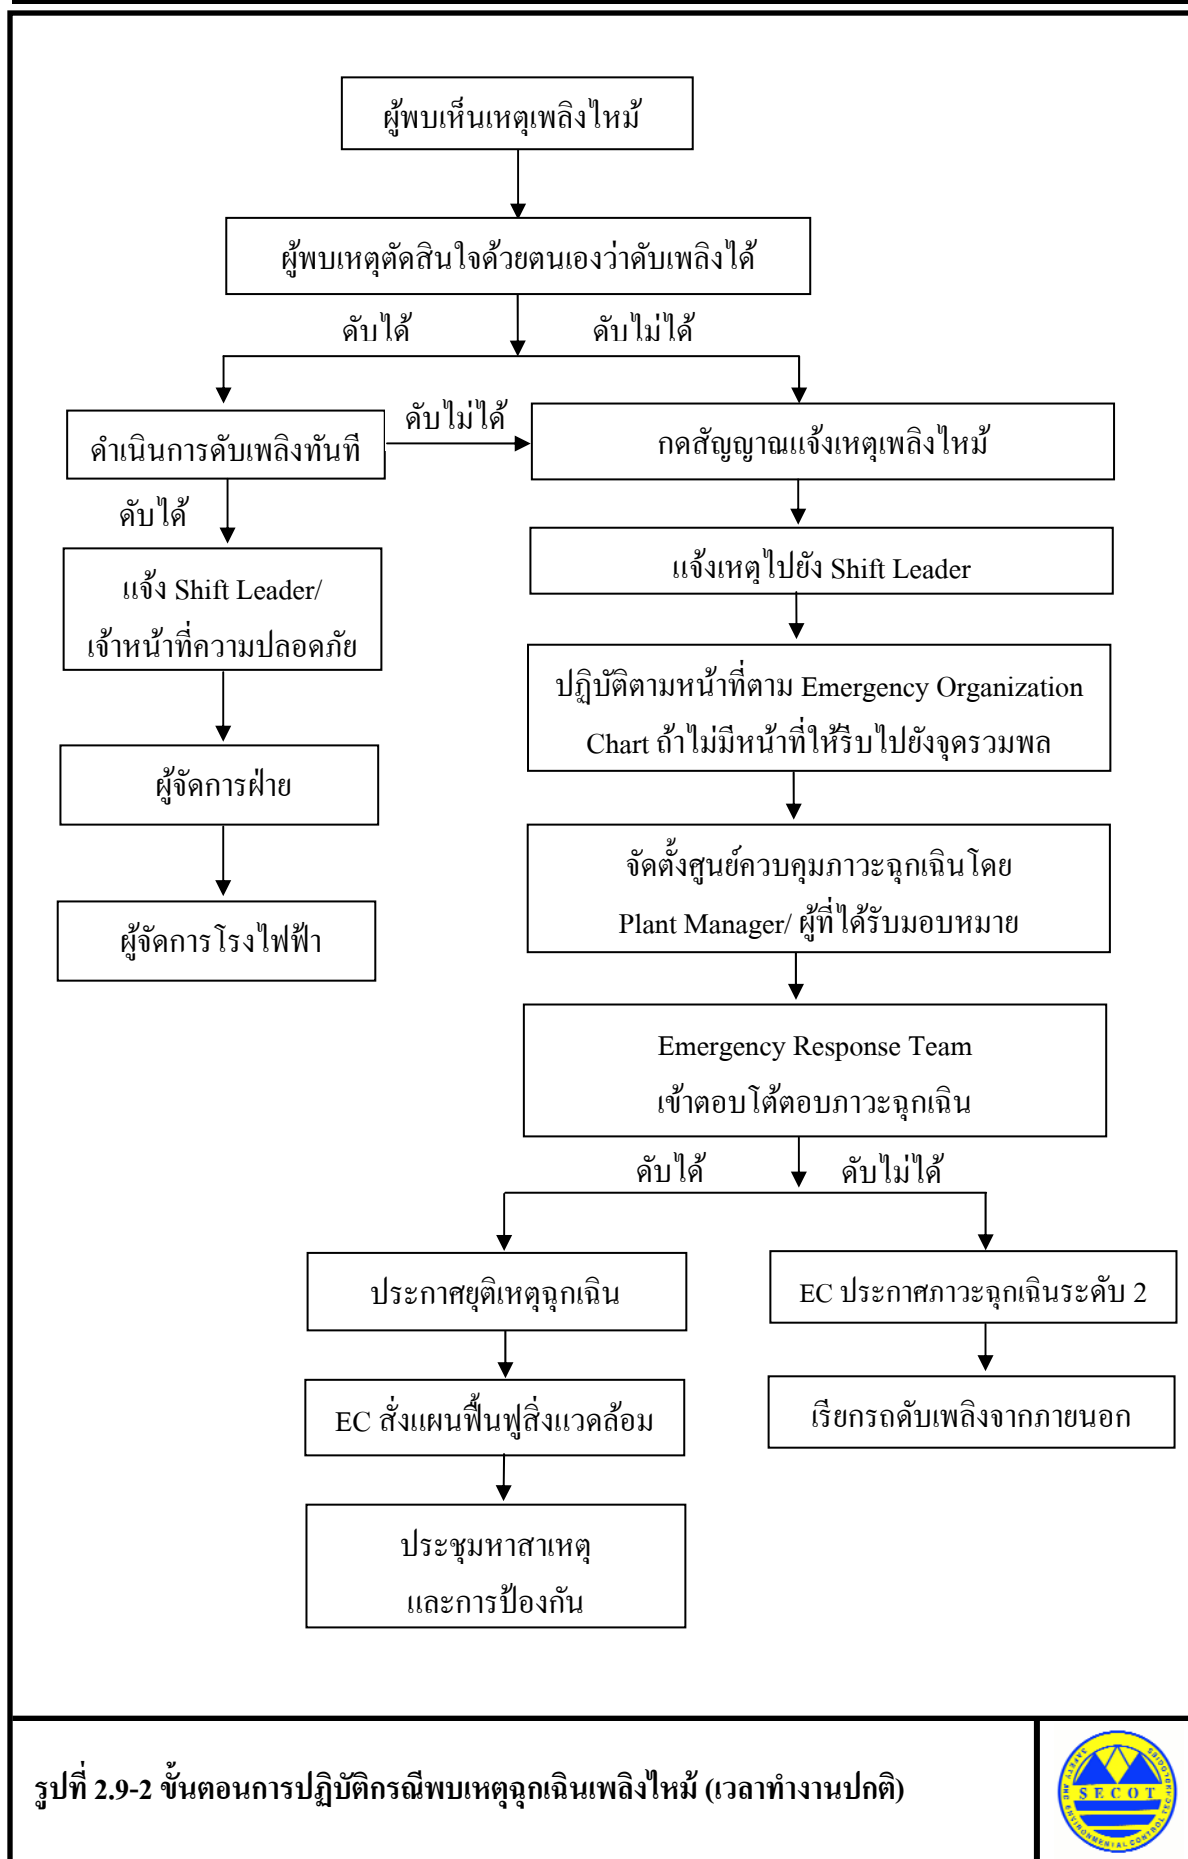 ผู้พบเห็นเหตุเพลิงไหม้
ผู้พบเหตุตัดสินใจด้วยตนเองว่าดับเพลิงได้
ดับได้
ดับไม่ได้
ดำเนินการดับเพลิงทันที
ดับไม่ได้
กดสัญญาณแจ้งเหตุเพลิงไหม้
ดับได้
แจ้ง Shift Leader/
เจ้าหน้าที่ความปลอดภัย
ผู้จัดการฝ่าย
ผู้จัดการโรงไฟฟ้า
แจ้งเหตุไปยัง Shift Leader
ปฏิบัติตามหน้าที่ตาม Emergency Organization
Chart ถ้าไม่มีหน้าที่ให้รีบไปยังจุดรวมพล
จัดตั้งศูนย์ควบคุมภาวะฉุกเฉินโดย
Plant Manager/ ผู้ที่ได้รับมอบหมาย
Emergency Response Team
เข้าตอบโต้ตอบภาวะฉุกเฉิน
ดับได้
ดับไม่ได้
ประกาศยุติเหตุฉุกเฉิน
EC สั่งแผนฟื้นฟูสิ่งแวดล้อม
ประชุมหาสาเหตุ
และการป้องกัน
EC ประกาศภาวะฉุกเฉินระดับ 2
เรียกรถดับเพลิงจากภายนอก
รูปที่ 2.9-2 ขั้นตอนการปฏิบัติกรณีพบเหตุฉุกเฉินเพลิงไหม้ (เวลาทำงานปกติ)
SECOT
SAFETY AND ENVIRONMENTAL CONTROL TECHNOLOGIES